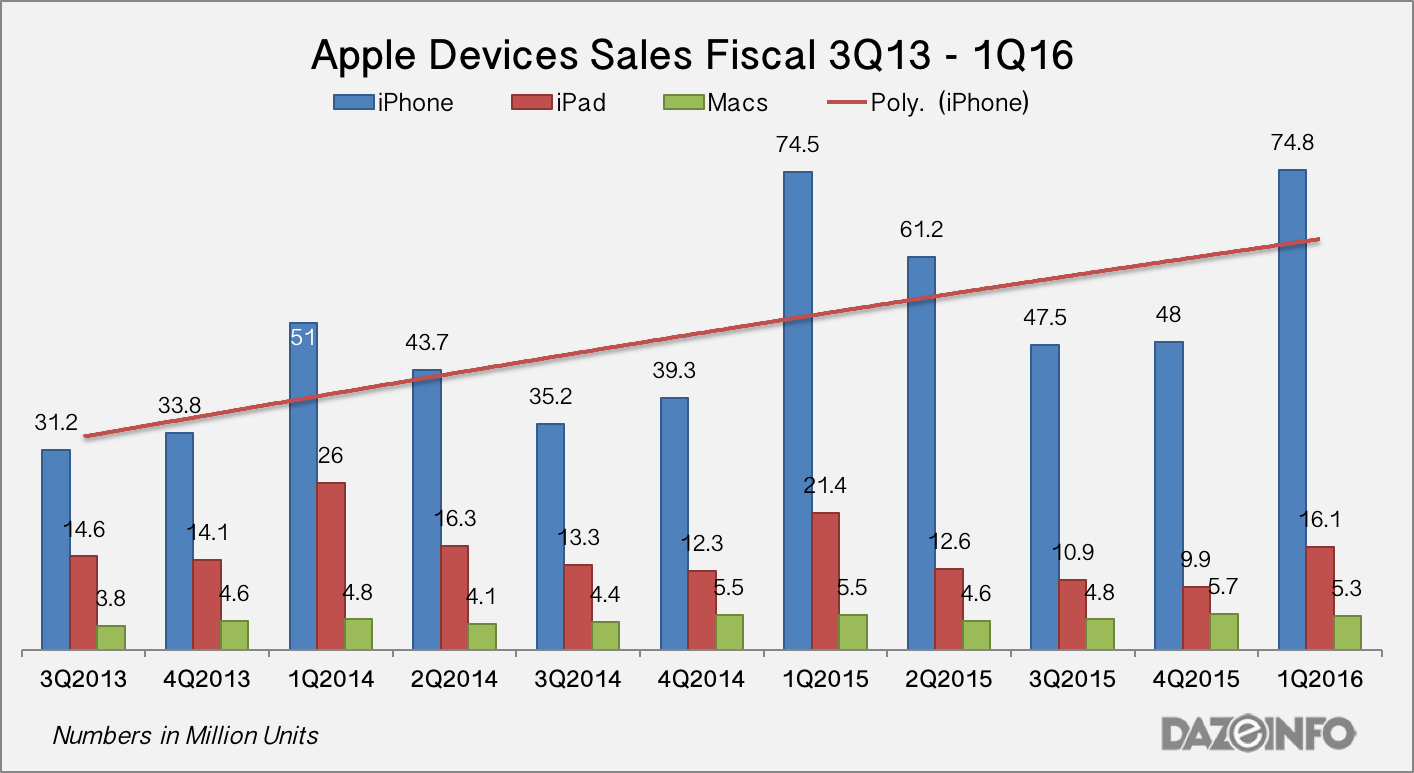 Apple Devices Sales Fiscal 3Q13 - 1Q16
iPhone iPad Macs Poly. (iPhone)
31.2 33.8 51 43.7 35.2 39.3 74.5 61.2 47.5 48 74.8
14.6 14.1 26 16.3 13.3 12.3 21.4 12.6 10.9 9.9 16.1
3.8 4.6 4.8 4.1 4.4 5.5 5.5 4.6 4.8 5.7 5.3
3Q2013 4Q2013 1Q2014 2Q2014 3Q2014 4Q2014 1Q2015 2Q2015 3Q2015 4Q2015 1Q2016
Numbers in Million Units
DAZEINFO